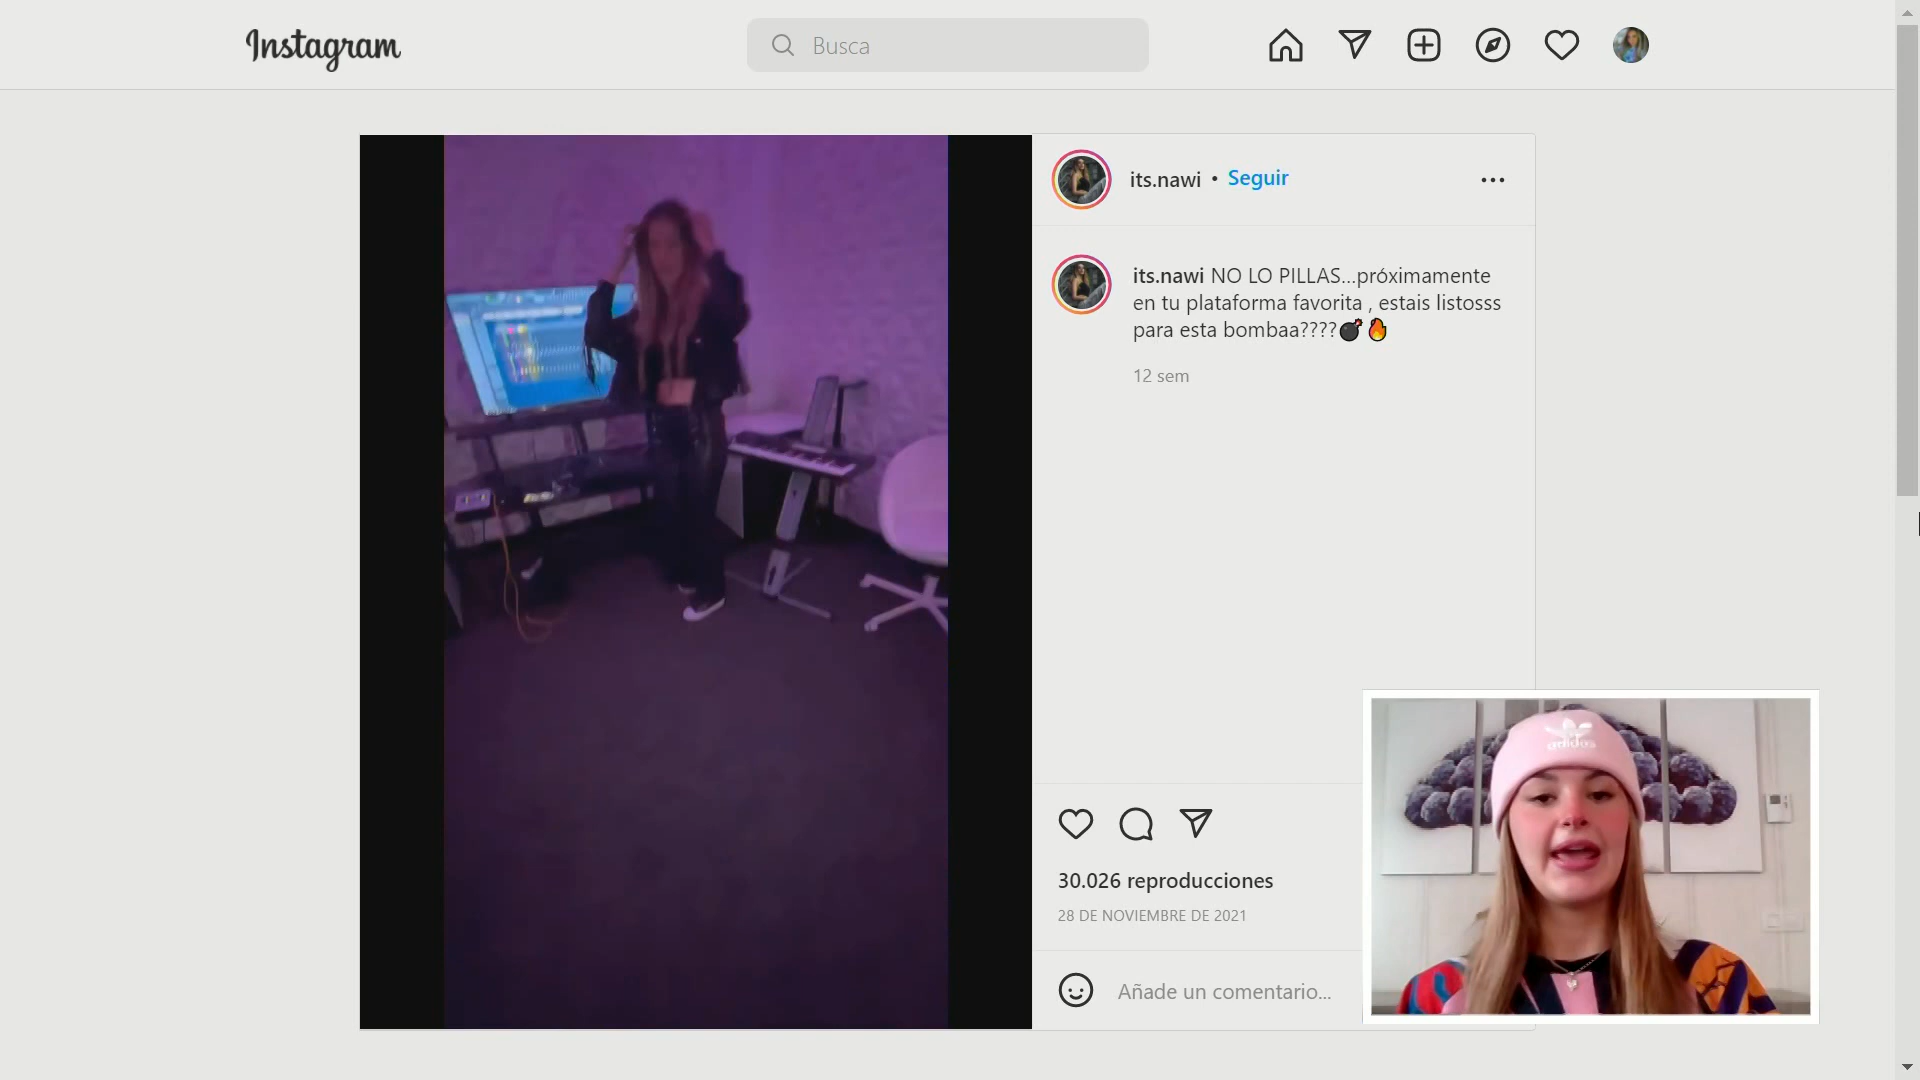 Instagram
Busca
its.nawi • Seguir
its.nawi NO LO PILLAS...próximamente
en tu plataforma favorita , estais listosss
para esta bombaa????💣🔥
12 sem
30.026 reproducciones
28 DE NOVIEMBRE DE 2021
Añade un comentario...
adidas